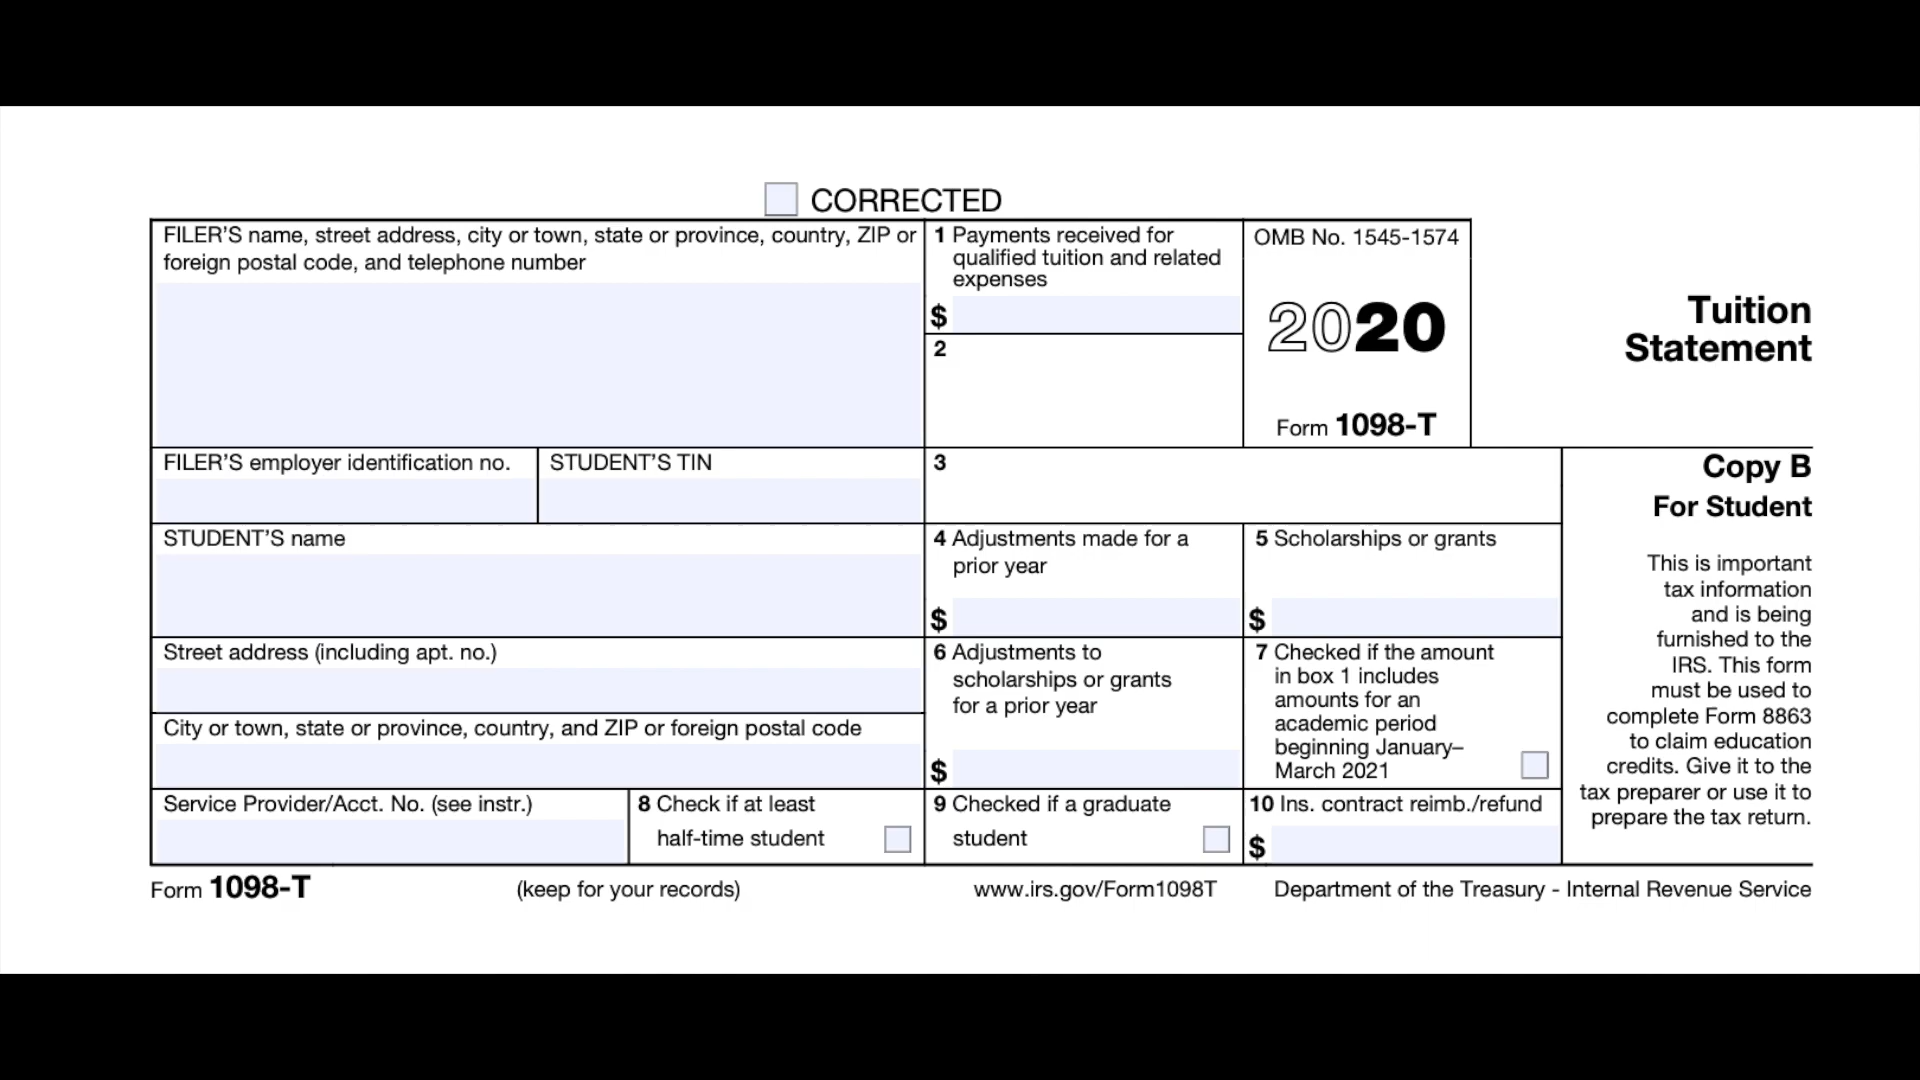 CORRECTED
FILER’S name, street address, city or town, state or province, country, ZIP or
foreign postal code, and telephone number
1 Payments received for
qualified tuition and related
expenses
$
2
OMB No. 1545-1574
2020
Form 1098-T
Tuition
Statement
FILER’S employer identification no.
STUDENT’S TIN
3
Copy B
For Student
This is important
tax information
and is being
furnished to the
IRS. This form
must be used to
complete Form 8863
to claim education
credits. Give it to the
tax preparer or use it to
prepare the tax return.
STUDENT’S name
4 Adjustments made for a
prior year
$
5 Scholarships or grants
$
Street address (including apt. no.)
6 Adjustments to
scholarships or grants
for a prior year
$
7 Checked if the amount
in box 1 includes
amounts for an
academic period
beginning January–
March 2021
City or town, state or province, country, and ZIP or foreign postal code
Service Provider/Acct. No. (see instr.)
8 Check if at least
half-time student
9 Checked if a graduate
student
10 Ins. contract reimb./refund
$
Form 1098-T
(keep for your records)
www.irs.gov/Form1098T
Department of the Treasury - Internal Revenue Service